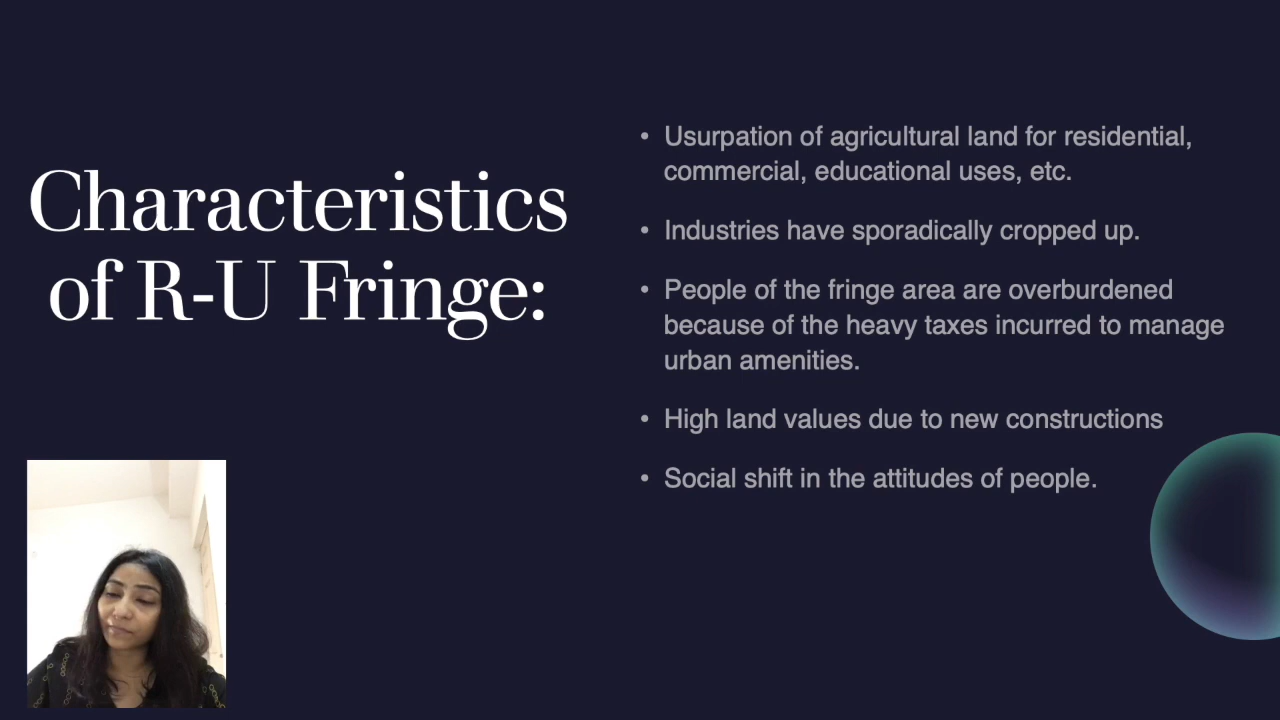 Characteristics
of R-U Fringe:
• Usurpation of agricultural land for residential,
commercial, educational uses, etc.
• Industries have sporadically cropped up.
• People of the fringe area are overburdened
because of the heavy taxes incurred to manage
urban amenities.
• High land values due to new constructions
• Social shift in the attitudes of people.